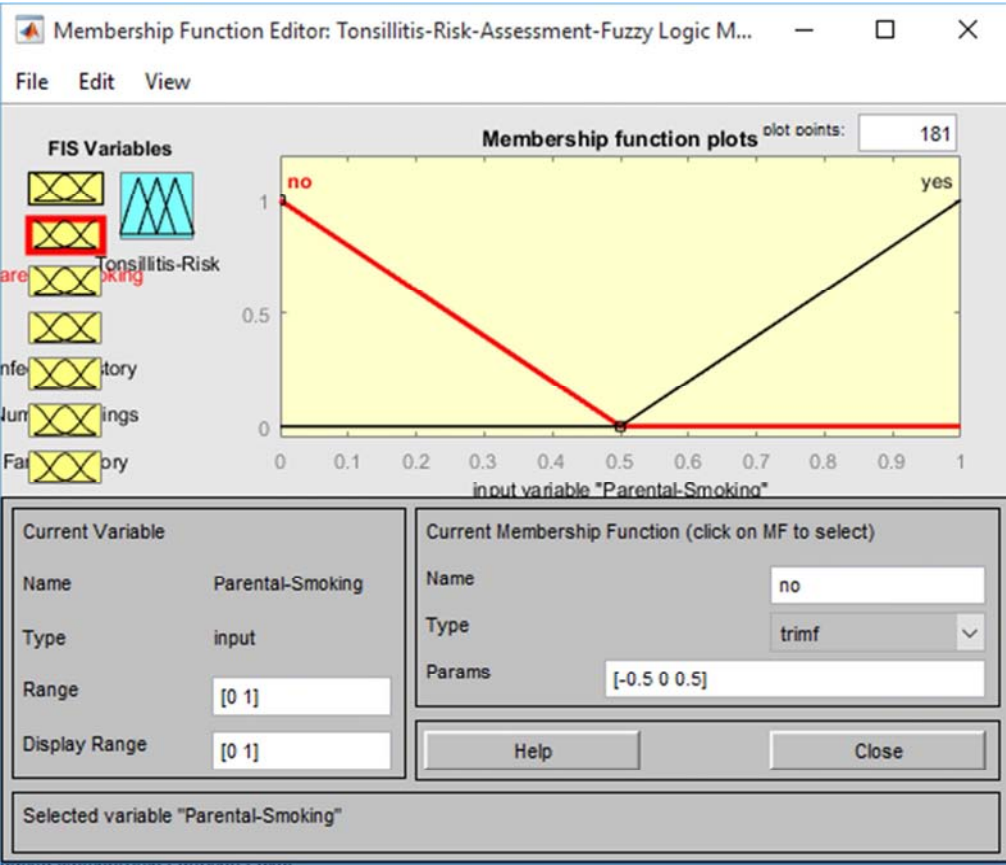 Membership Function Editor: Tonsillitis-Risk-Assessment-Fuzzy Logic M...
File Edit View
FIS Variables
Membership function plots
plot points:
181
no
yes
1
0.5
0
Tonsillitis-Risk
tory
ings
ory
0 0.1 0.2 0.3 0.4 0.5 0.6 0.7 0.8 0.9 1
input variable "Parental-Smoking"
Current Variable
Name Parental-Smoking
Type input
Range [0 1]
Display Range [0 1]
Current Membership Function (click on MF to select)
Name no
Type trimf
Params [-0.5 0 0.5]
Help
Close
Selected variable "Parental-Smoking"